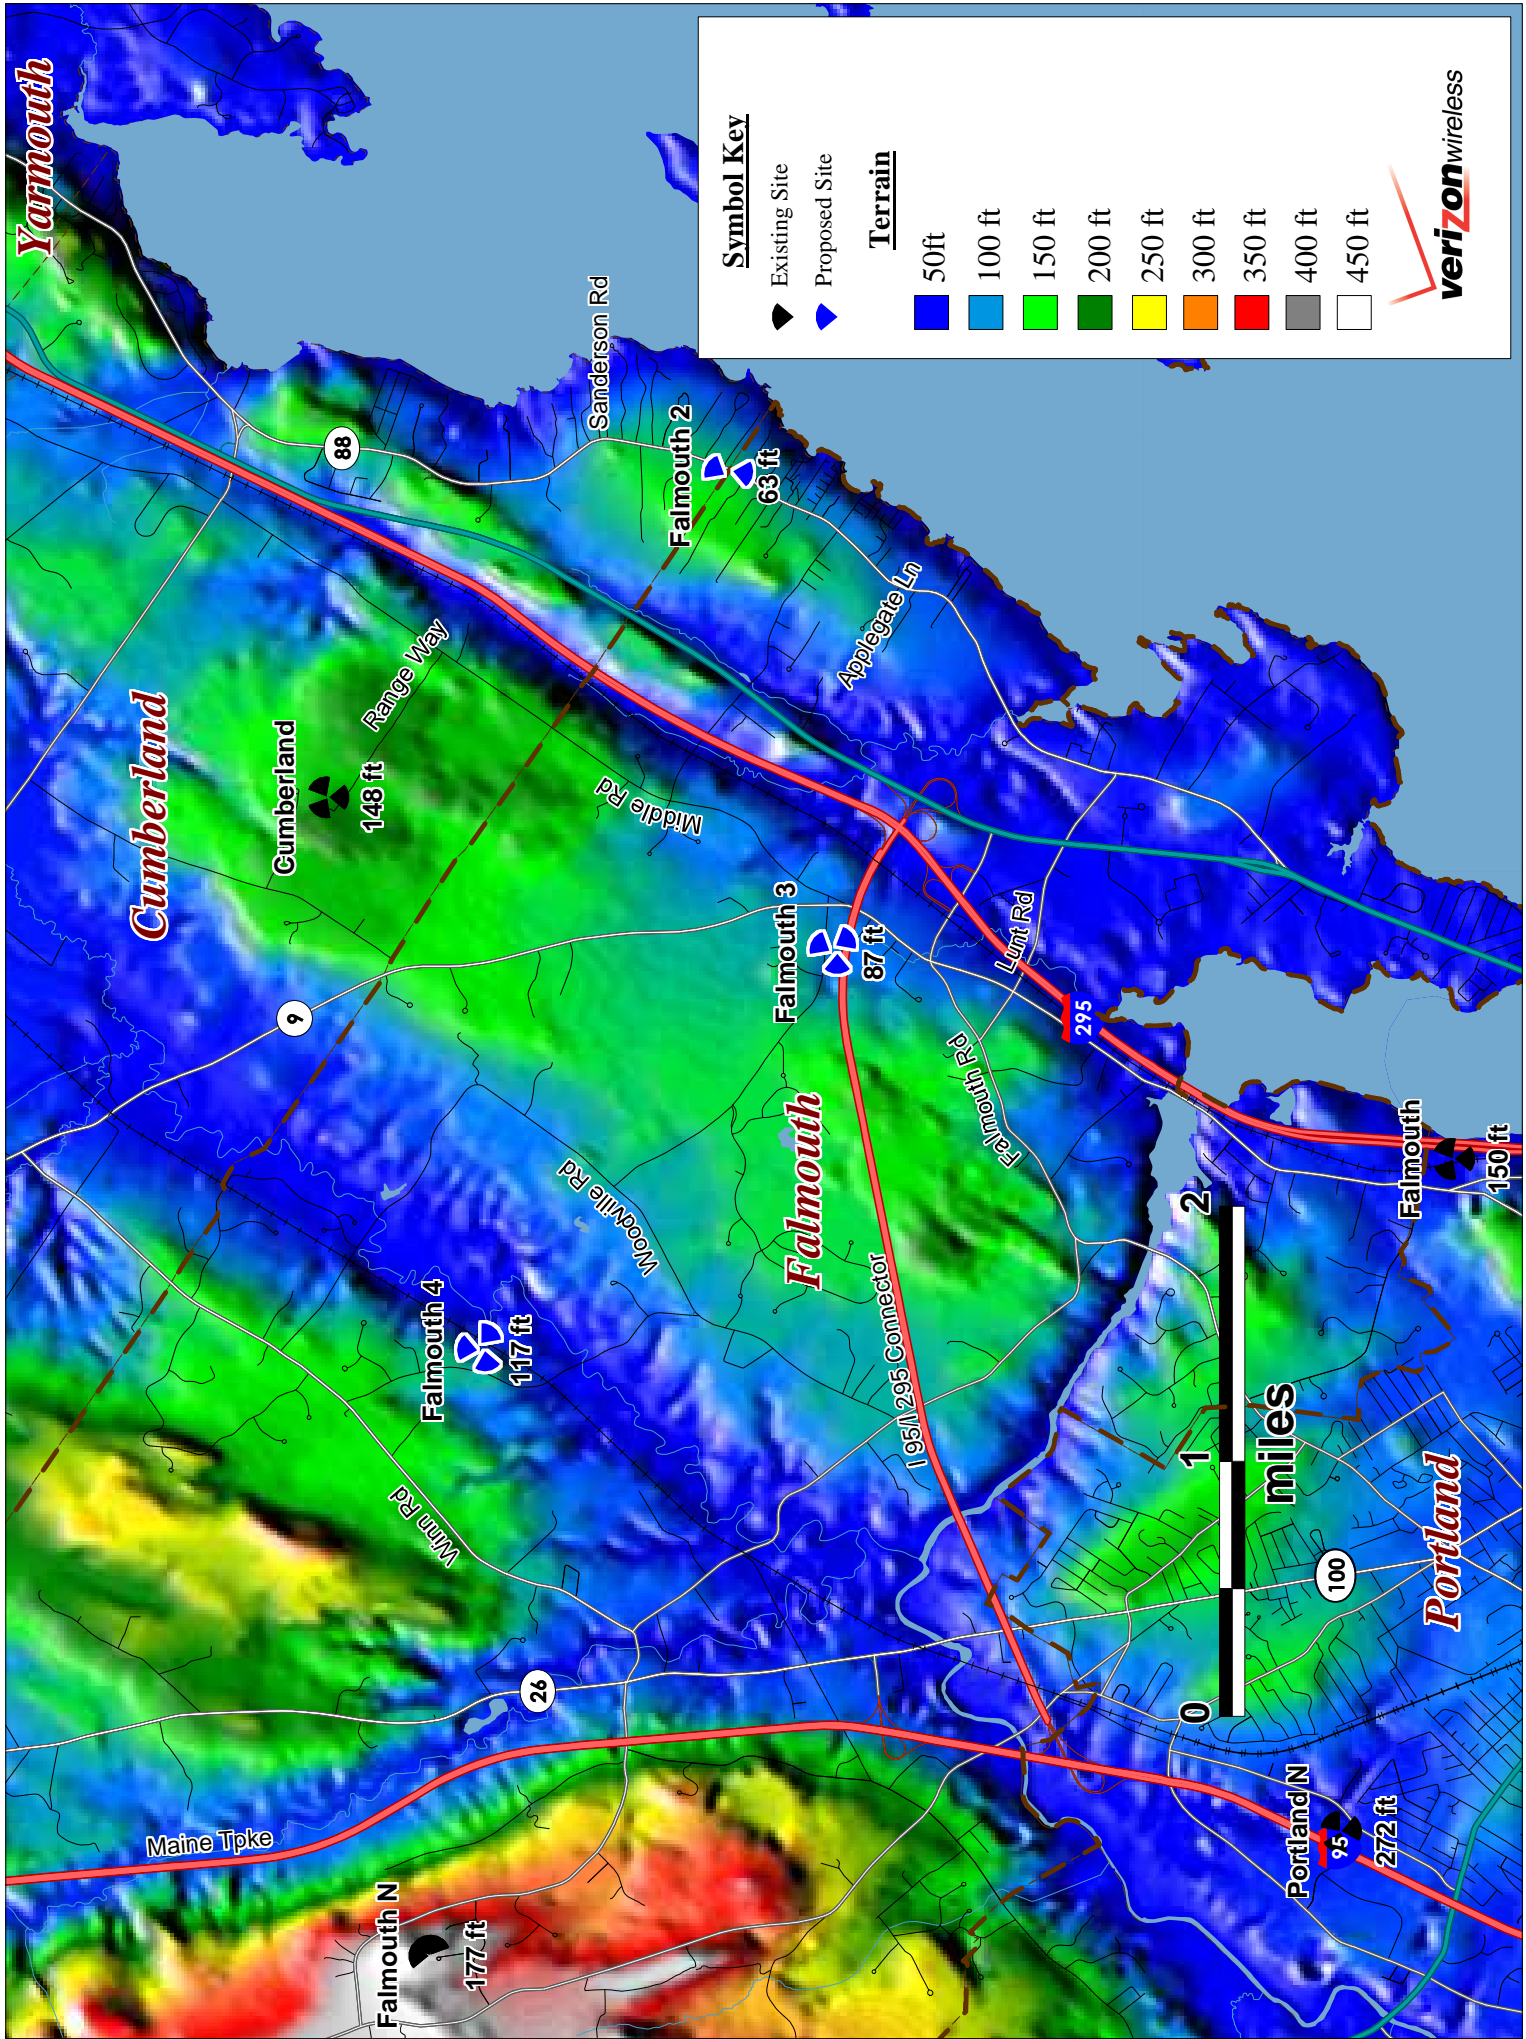 Yarmouth
Cumberland
Cumberland
148 ft
Range Way
Middle Rd
88
Sanderson Rd
Falmouth 2
63 ft
Applegate Ln
9
Falmouth 3
87 ft
Lunt Rd
Falmouth Rd
295
Falmouth
Woodville Rd
Falmouth 4
117 ft
Winn Rd
I 95/I 295 Connector
Falmouth
150 ft
26
Maine Tpke
Falmouth N
177 ft
Portland N
95
272 ft
100
Portland
0
1
2
miles
Symbol Key
Existing Site
Proposed Site
Terrain
50ft
100 ft
150 ft
200 ft
250 ft
300 ft
350 ft
400 ft
450 ft
verizonwireless